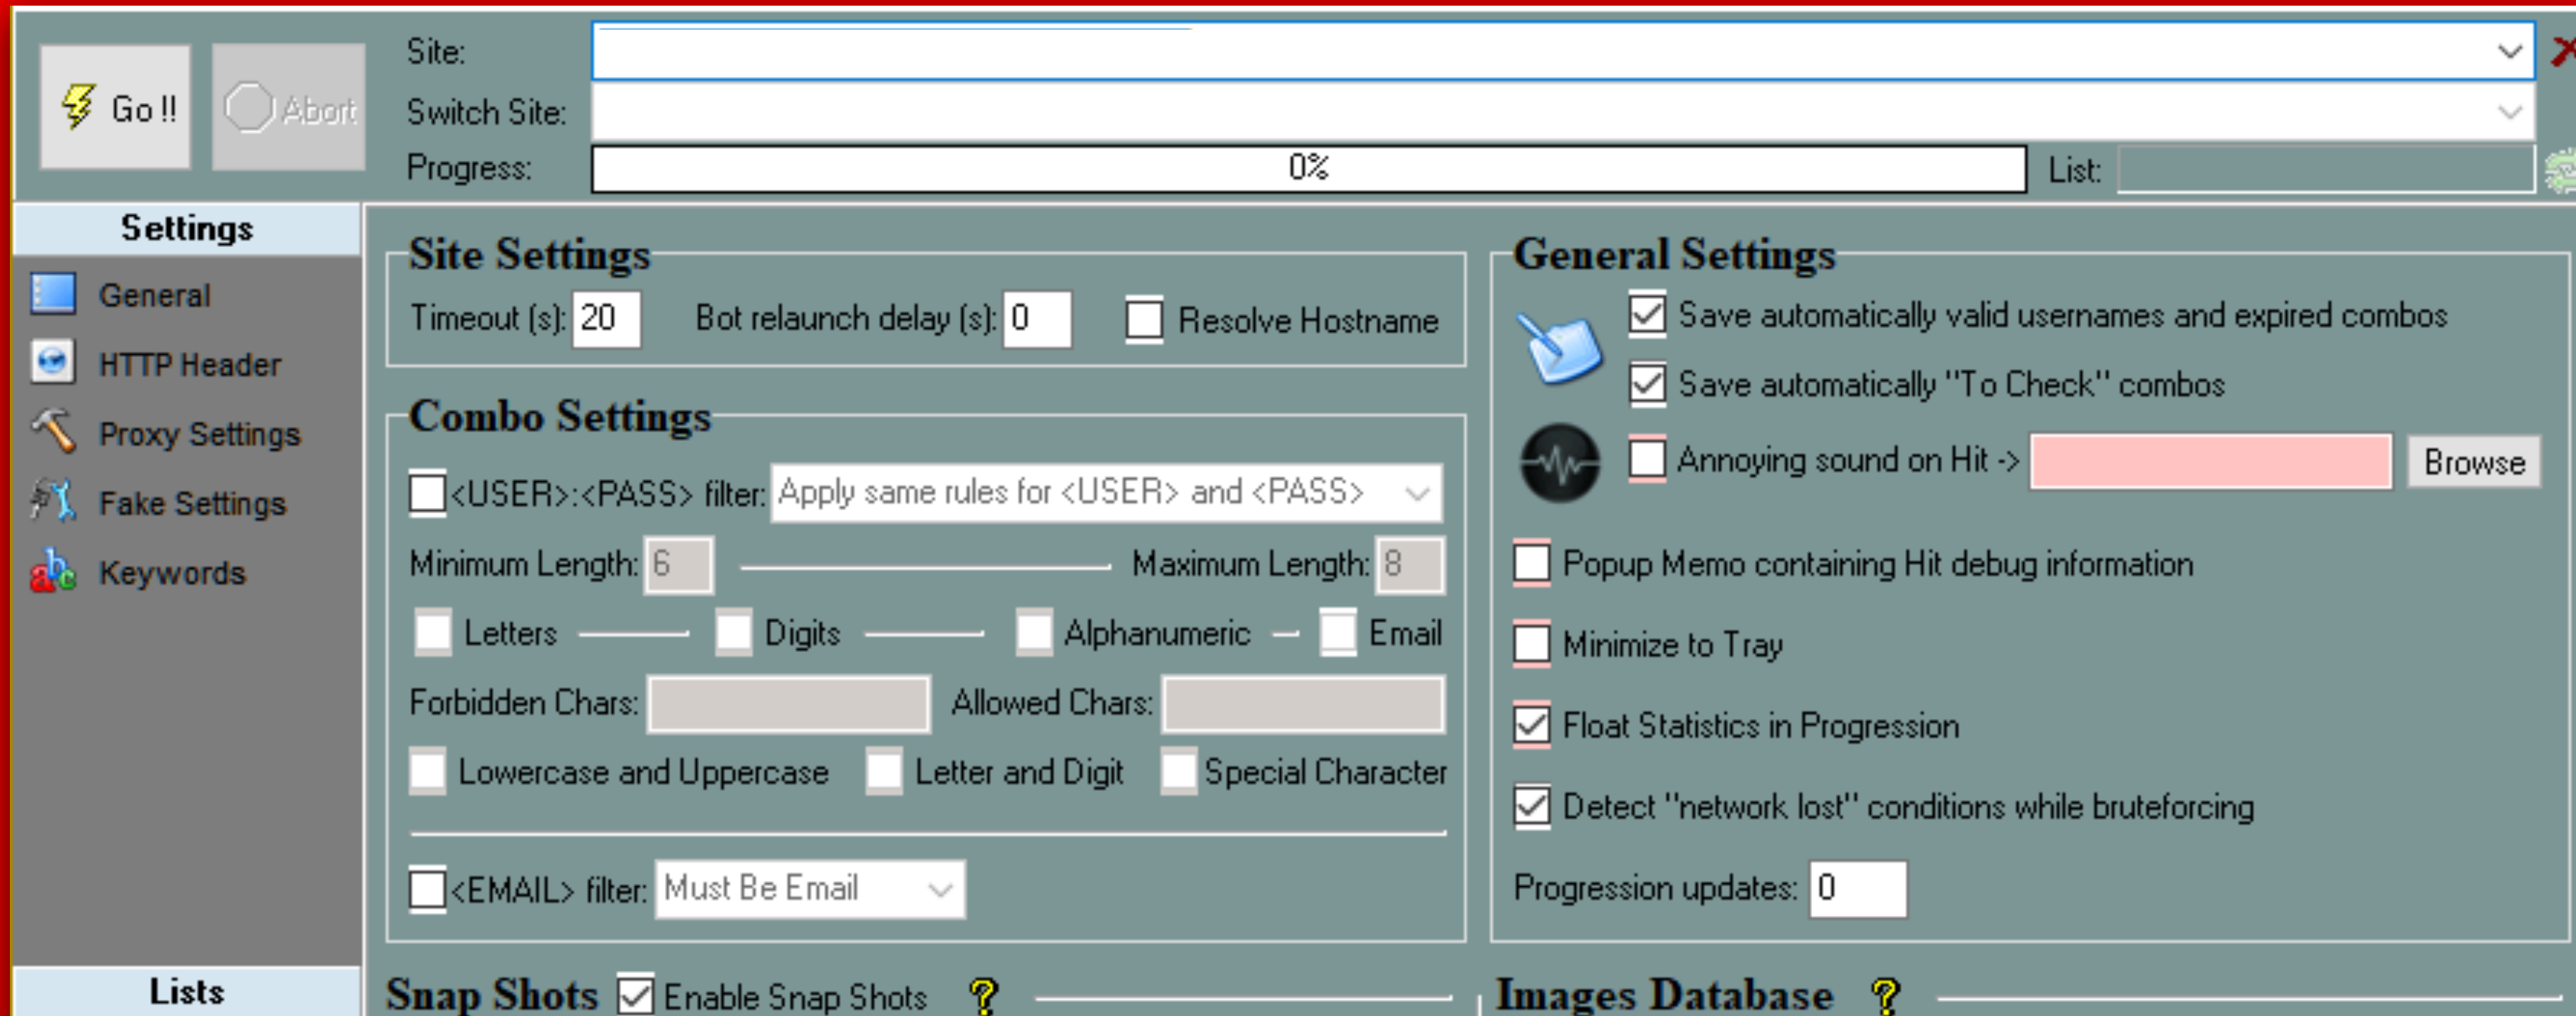 Go !!
Abort
Site:
Switch Site:
Progress:
0%
List:
Settings
General
HTTP Header
Proxy Settings
Fake Settings
Keywords
Lists
Site Settings
Timeout (s): 20 Bot relaunch delay (s): 0 Resolve Hostname
Combo Settings
<USER>:<PASS> filter: Apply same rules for <USER> and <PASS>
Minimum Length: 6 Maximum Length: 8
Letters Digits Alphanumeric Email
Forbidden Chars: Allowed Chars:
Lowercase and Uppercase Letter and Digit Special Character
<EMAIL> filter: Must Be Email
Snap Shots Enable Snap Shots ?
General Settings
Save automatically valid usernames and expired combos
Save automatically "To Check" combos
Annoying sound on Hit -> Browse
Popup Memo containing Hit debug information
Minimize to Tray
Float Statistics in Progression
Detect "network lost" conditions while bruteforcing
Progression updates: 0
Images Database ?